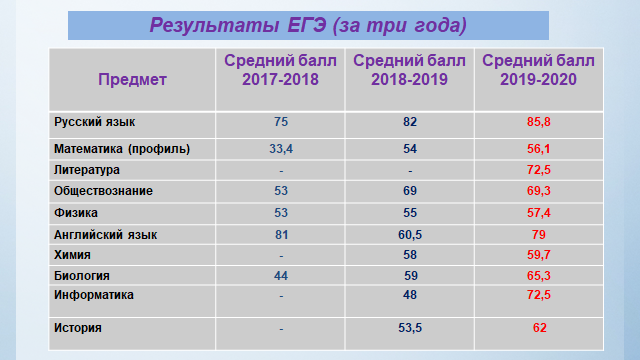 Результаты ЕГЭ (за три года)
Предмет Средний балл 2017-2018 Средний балл 2018-2019 Средний балл 2019-2020
Русский язык 75 82 85,8
Математика (профиль) 33,4 54 56,1
Литература - - 72,5
Обществознание 53 69 69,3
Физика 53 55 57,4
Английский язык 81 60,5 79
Химия - 58 59,7
Биология 44 59 65,3
Информатика - 48 72,5
История - 53,5 62